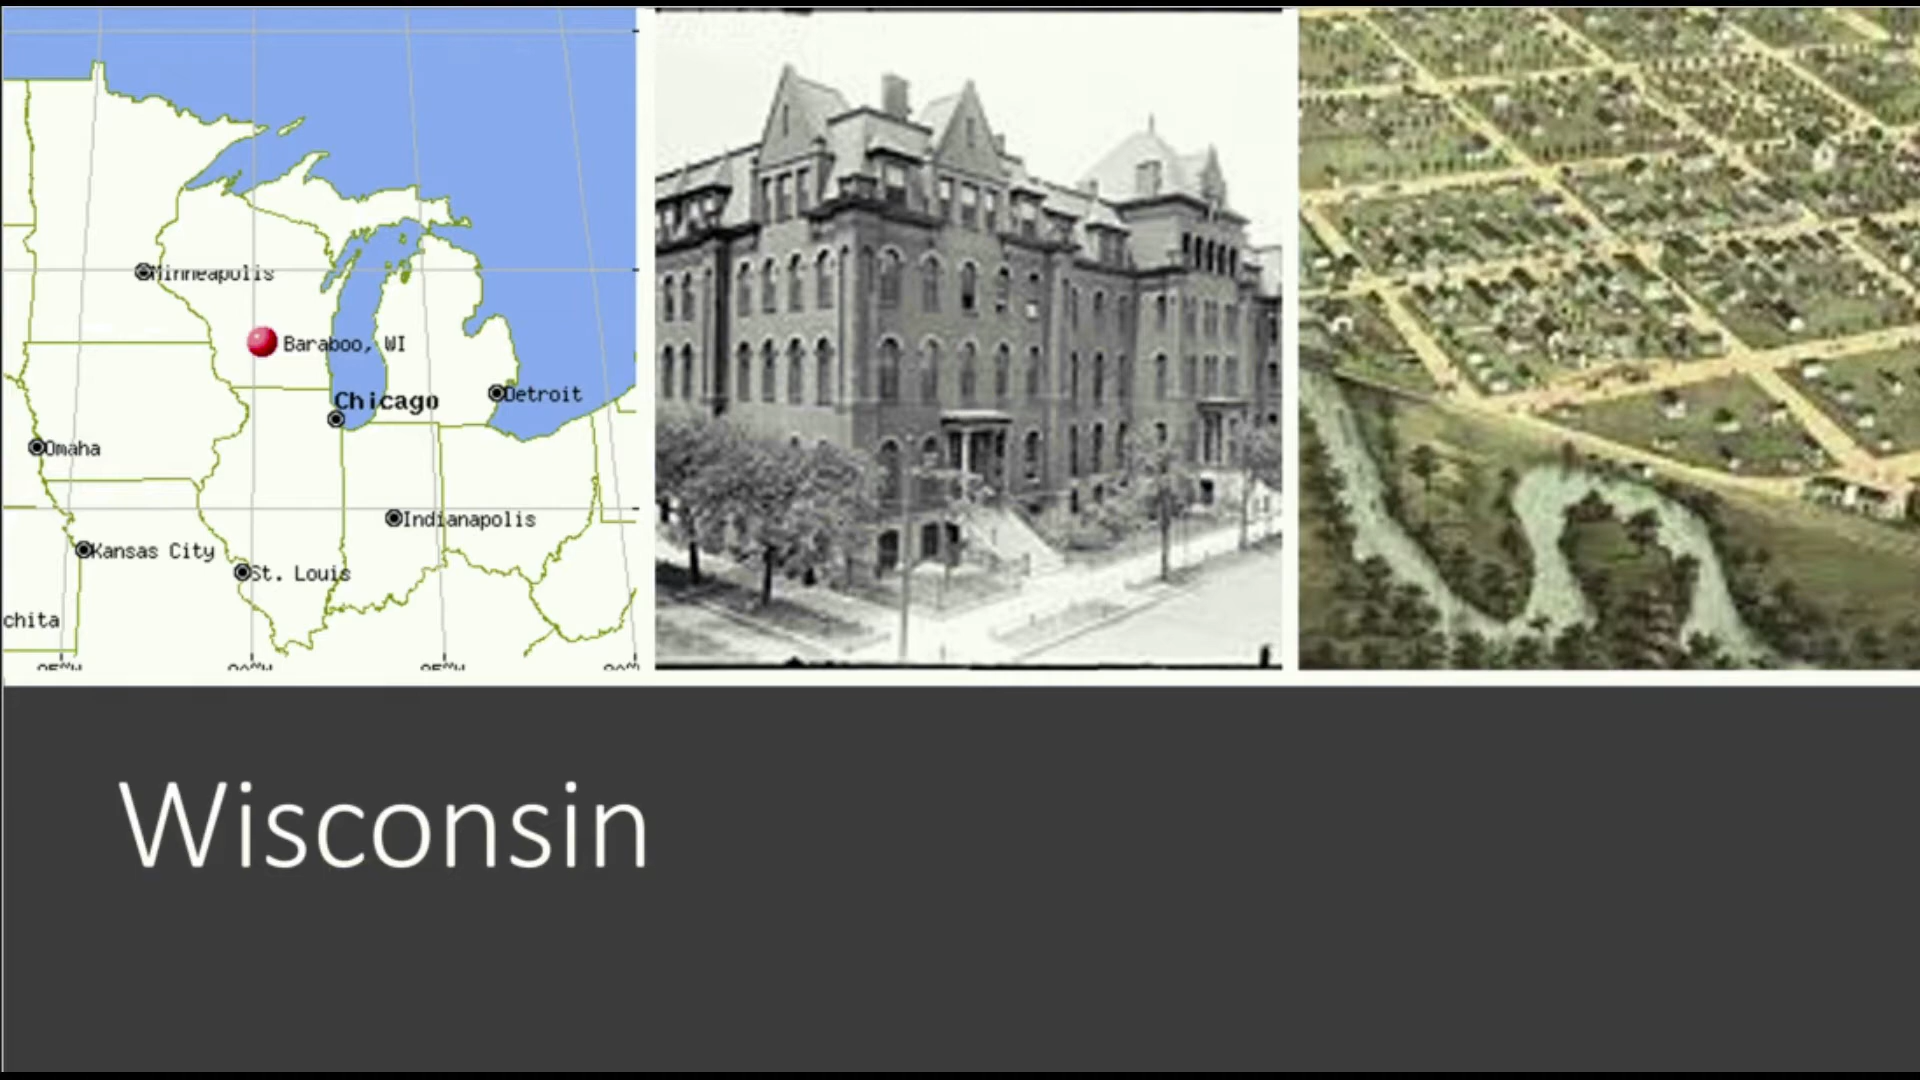 Minneapolis
Baraboo, WI
Chicago
Detroit
Omaha
Indianapolis
Kansas City
St. Louis
chita
Wisconsin